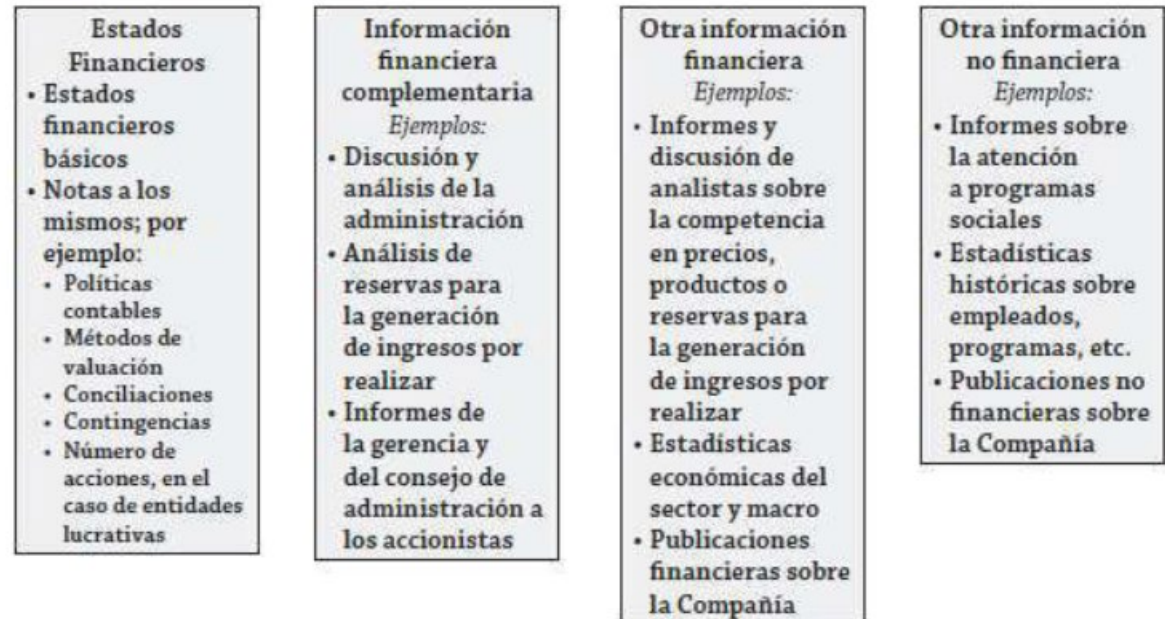 Estados
Financieros
• Estados
financieros
básicos
• Notas a los
mismos; por
ejemplo:
• Políticas
contables
• Métodos de
valuación
• Conciliaciones
• Contingencias
• Número de
acciones, en el
caso de entidades
lucrativas
Información
financiera
complementaria
Ejemplos:
• Discusión y
análisis de la
administración
• Análisis de
reservas para
la generación
de ingresos por
realizar
• Informes de
la gerencia y
del consejo de
administración a
los accionistas
Otra información
financiera
Ejemplos:
• Informes y
discusión de
analistas sobre
la competencia
en precios,
productos o
reservas para
la generación
de ingresos por
realizar
• Estadísticas
económicas del
sector y macro
• Publicaciones
financieras sobre
la Compañía
Otra información
no financiera
Ejemplos:
• Informes sobre
la atención
a programas
sociales
• Estadísticas
históricas sobre
empleados,
programas, etc.
• Publicaciones no
financieras sobre
la Compañía